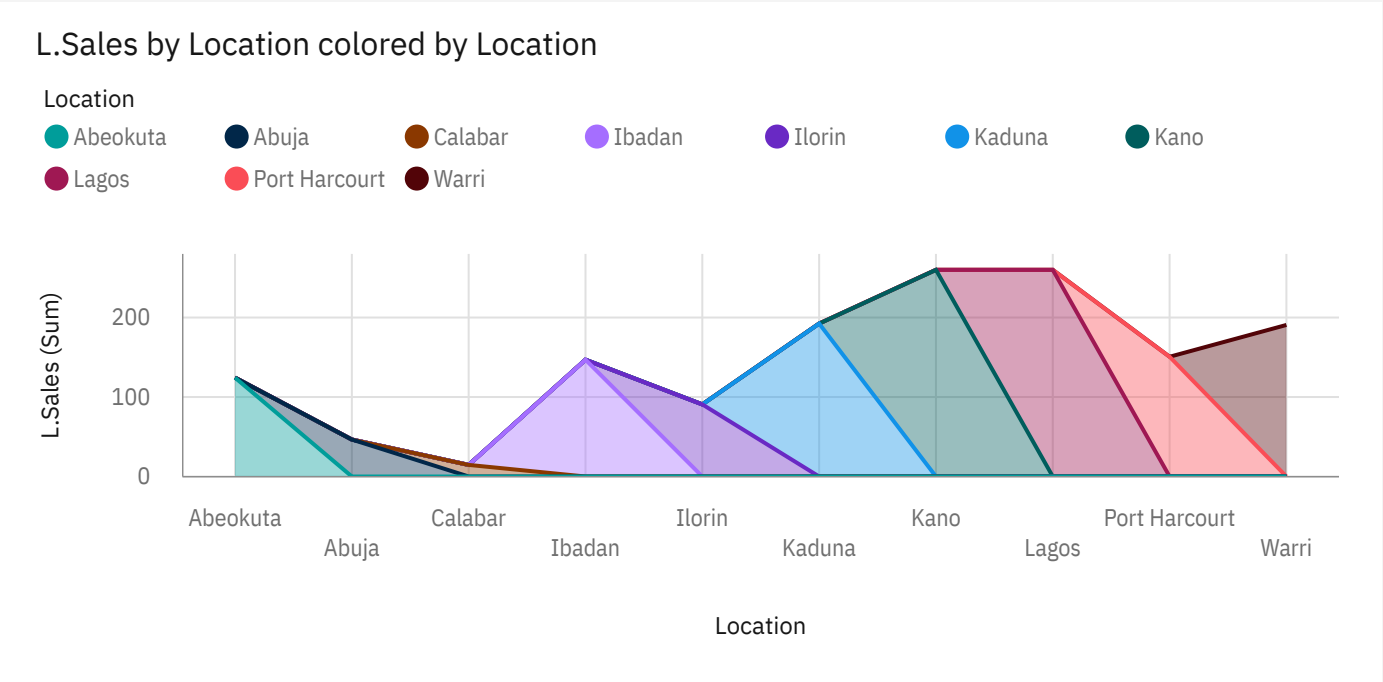 L.Sales by Location colored by Location
Location
Abeokuta Abuja Calabar Ibadan Ilorin Kaduna Kano
Lagos Port Harcourt Warri
L.Sales (Sum)
200
100
0
Abeokuta Calabar Ilorin Kano Port Harcourt
Abuja Ibadan Kaduna Lagos Warri
Location